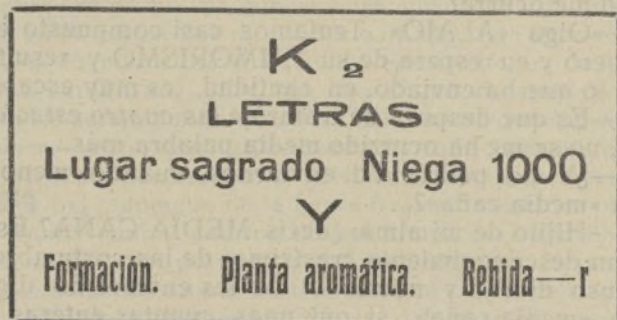 K 2
LETRAS
Lugar sagrado Niega 1000
Y
Formación. Planta aromática. Bebida — r